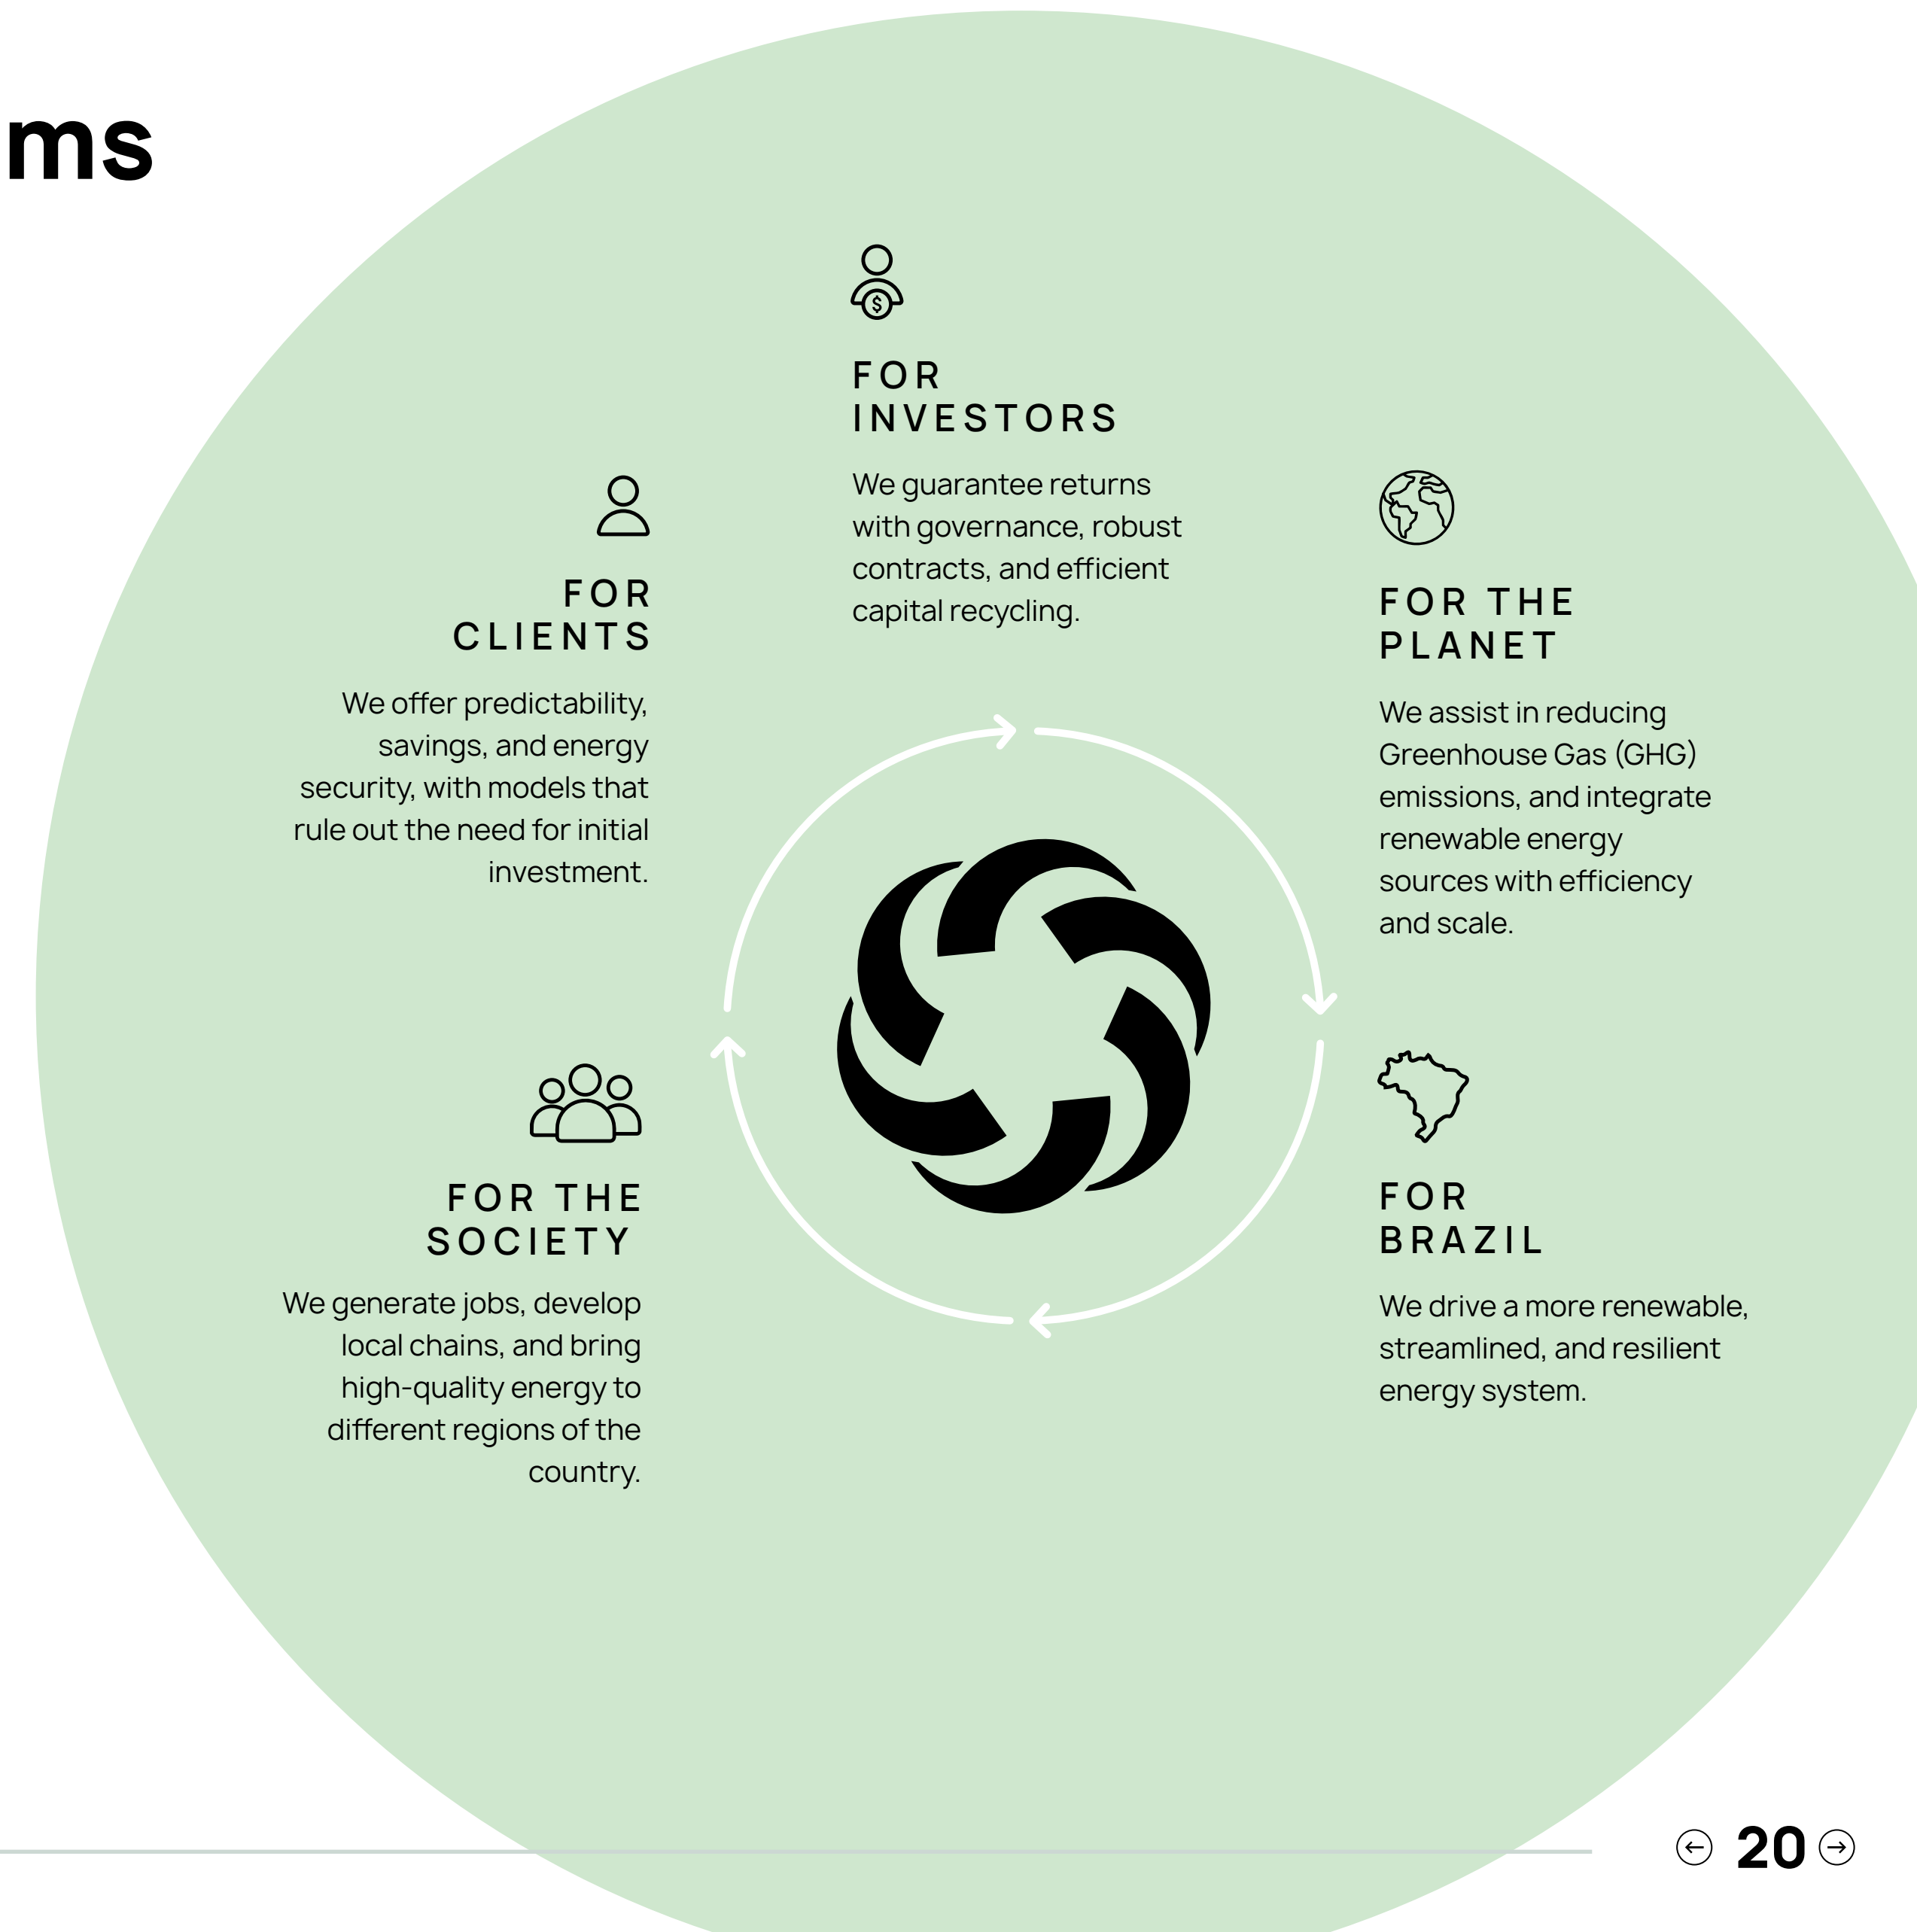 ms
FOR
INVESTORS
We guarantee returns
with governance, robust
contracts, and efficient
capital recycling.
FOR
CLIENTS
We offer predictability,
savings, and energy
security, with models that
rule out the need for initial
investment.
FOR THE
PLANET
We assist in reducing
Greenhouse Gas (GHG)
emissions, and integrate
renewable energy
sources with efficiency
and scale.
FOR THE
SOCIETY
We generate jobs, develop
local chains, and bring
high-quality energy to
different regions of the
country.
FOR
BRAZIL
We drive a more renewable,
streamlined, and resilient
energy system.
20